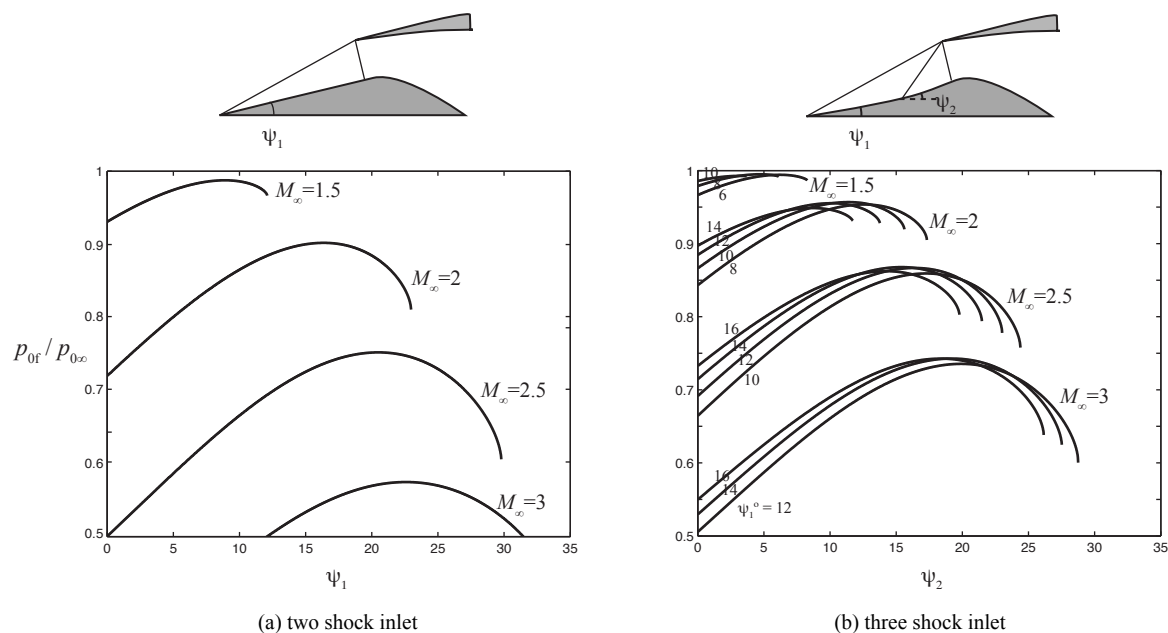 ψ₁
ψ₂
ψ₁
1
0.9
0.8
0.7
0.6
0.5
p₀f / p₀∞
M∞=1.5
M∞=2
M∞=2.5
M∞=3
0 5 10 15 20 25 30 35
ψ₁
(a) two shock inlet
1
0.9
0.8
0.7
0.6
0.5
10
8
6
M∞=1.5
14
12
10
8
M∞=2
16
14
12
10
M∞=2.5
16
14
ψ₁° = 12
M∞=3
0 5 10 15 20 25 30 35
ψ₂
(b) three shock inlet